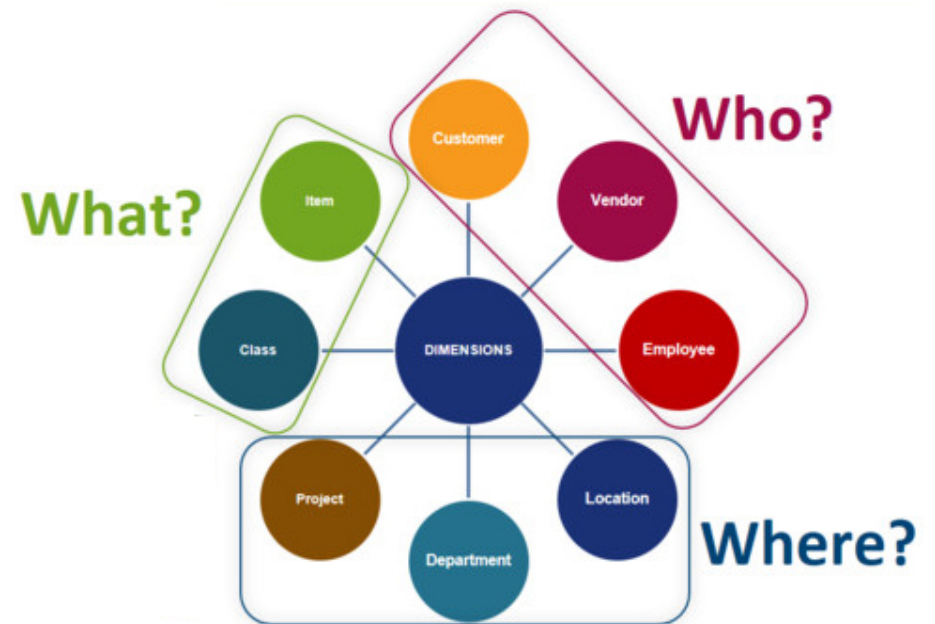 Who?
Customer
Vendor
Employee
What?
Item
Class
DIMENSIONS
Project
Department
Location
Where?